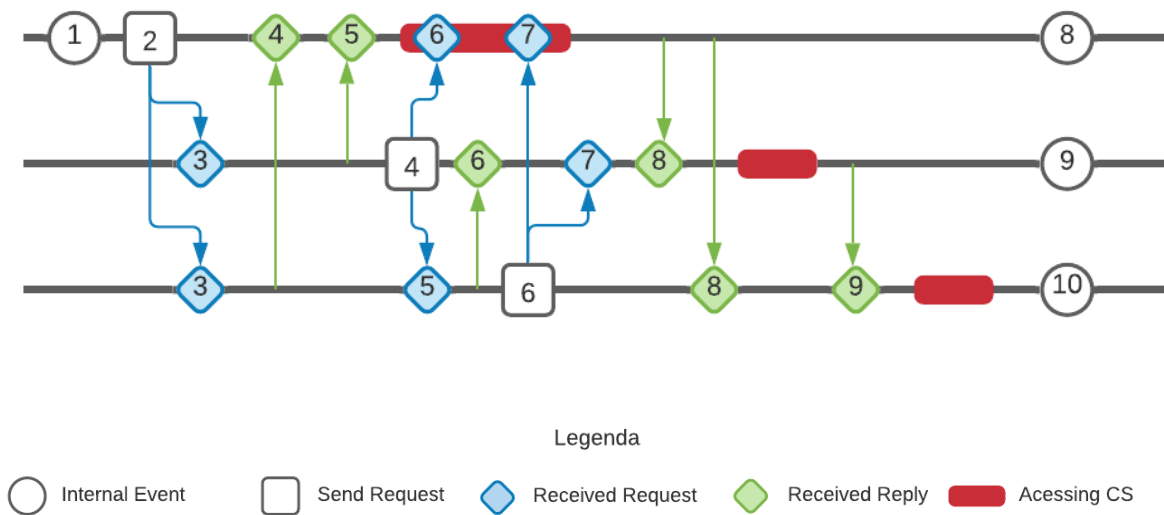 1 2 4 5 6 7 8
3 4 6 7 8 9
3 5 6 8 9 10
Legenda
Internal Event Send Request Received Request Received Reply Acessing CS